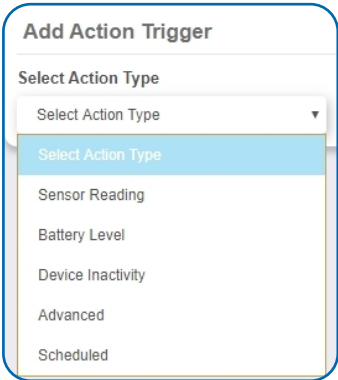 Add Action Trigger
Select Action Type
Select Action Type
Select Action Type
Sensor Reading
Battery Level
Device Inactivity
Advanced
Scheduled